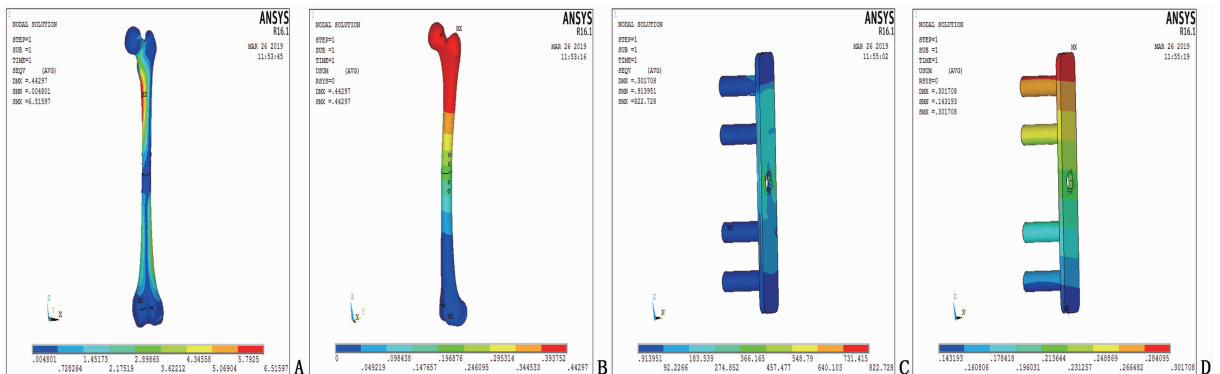 1
NODAL SOLUTION
STEP=1
SUB =1
TIME=1
SEQV (AVG)
DMX =.44297
SMN =.004801
SMX =6.51597
ANSYS
R16.1
MAR 26 2019
11:53:45
MX
Z
Y
X
.004801 1.45173 2.89865 4.34558 5.7925
.728264 2.17519 3.62212 5.06904 6.51597
A
1
NODAL SOLUTION
STEP=1
SUB =1
TIME=1
USUM (AVG)
RSYS=0
DMX =.44297
SMX =.44297
ANSYS
R16.1
MAR 26 2019
11:53:16
MX
Z
Y
X
0 .098438 .196876 .295314 .393752
.049219 .147657 .246095 .344533 .44297
B
NODAL SOLUTION
STEP=1
SUB =1
TIME=1
SEQV (AVG)
DMX =.301708
SMN =.913951
SMX =822.728
ANSYS
R16.1
MAR 26 2019
11:55:02
Z
X
.913951 183.539 366.165 548.79 731.415
92.2266 274.852 457.477 640.103 822.728
C
NODAL SOLUTION
STEP=1
SUB =1
TIME=1
USUM (AVG)
RSYS=0
DMX =.301708
SMN =.143193
SMX =.301708
ANSYS
R16.1
MAR 26 2019
11:55:19
MX
Z
X
.143193 .178418 .213644 .248869 .284095
.160806 .196031 .231257 .266482 .301708
D